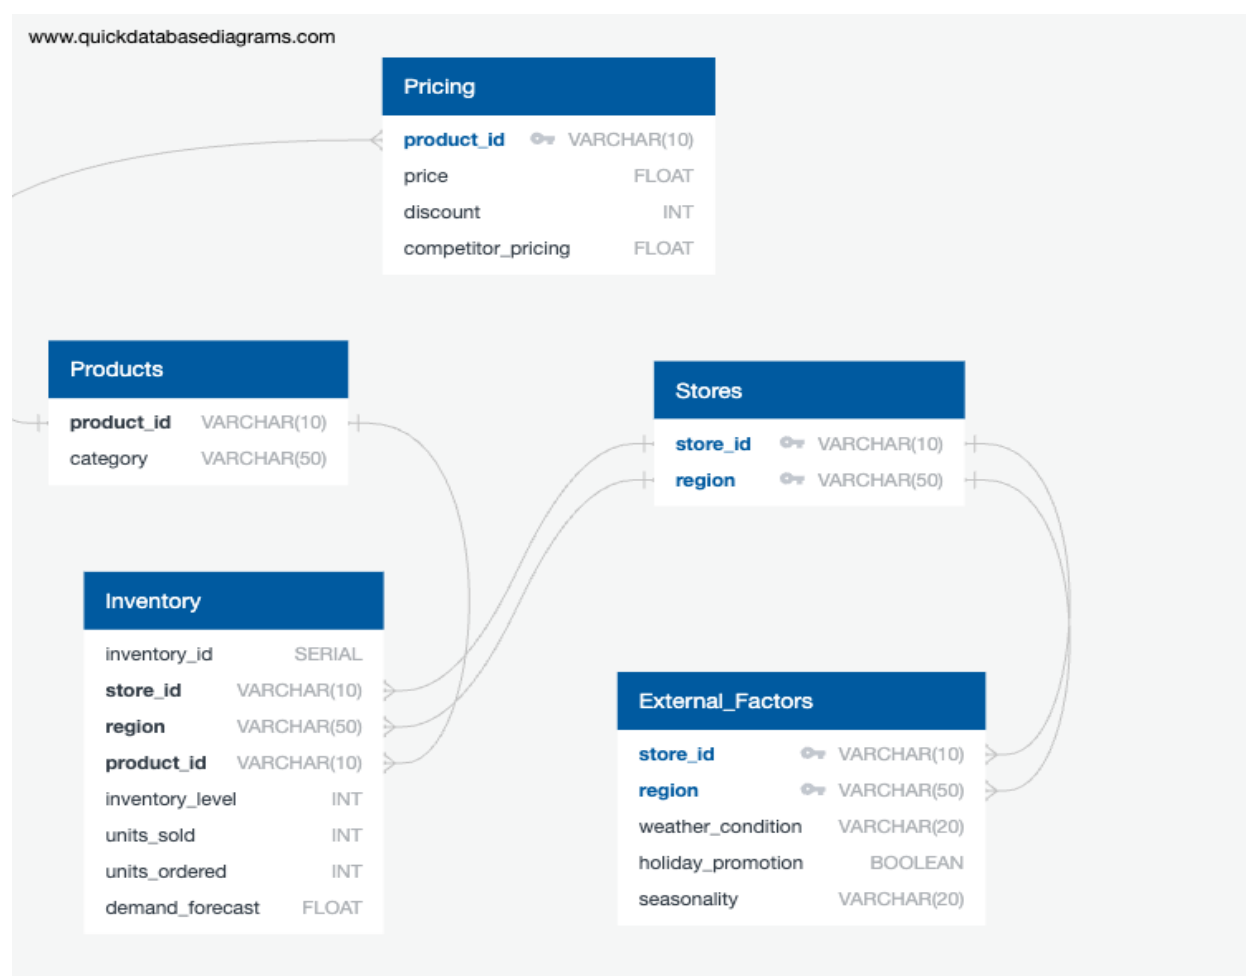 www.quickdatabasediagrams.com
Pricing
product_id VARCHAR(10)
price FLOAT
discount INT
competitor_pricing FLOAT
Products
product_id VARCHAR(10)
category VARCHAR(50)
Stores
store_id VARCHAR(10)
region VARCHAR(50)
Inventory
inventory_id SERIAL
store_id VARCHAR(10)
region VARCHAR(50)
product_id VARCHAR(10)
inventory_level INT
units_sold INT
units_ordered INT
demand_forecast FLOAT
External_Factors
store_id VARCHAR(10)
region VARCHAR(50)
weather_condition VARCHAR(20)
holiday_promotion BOOLEAN
seasonality VARCHAR(20)